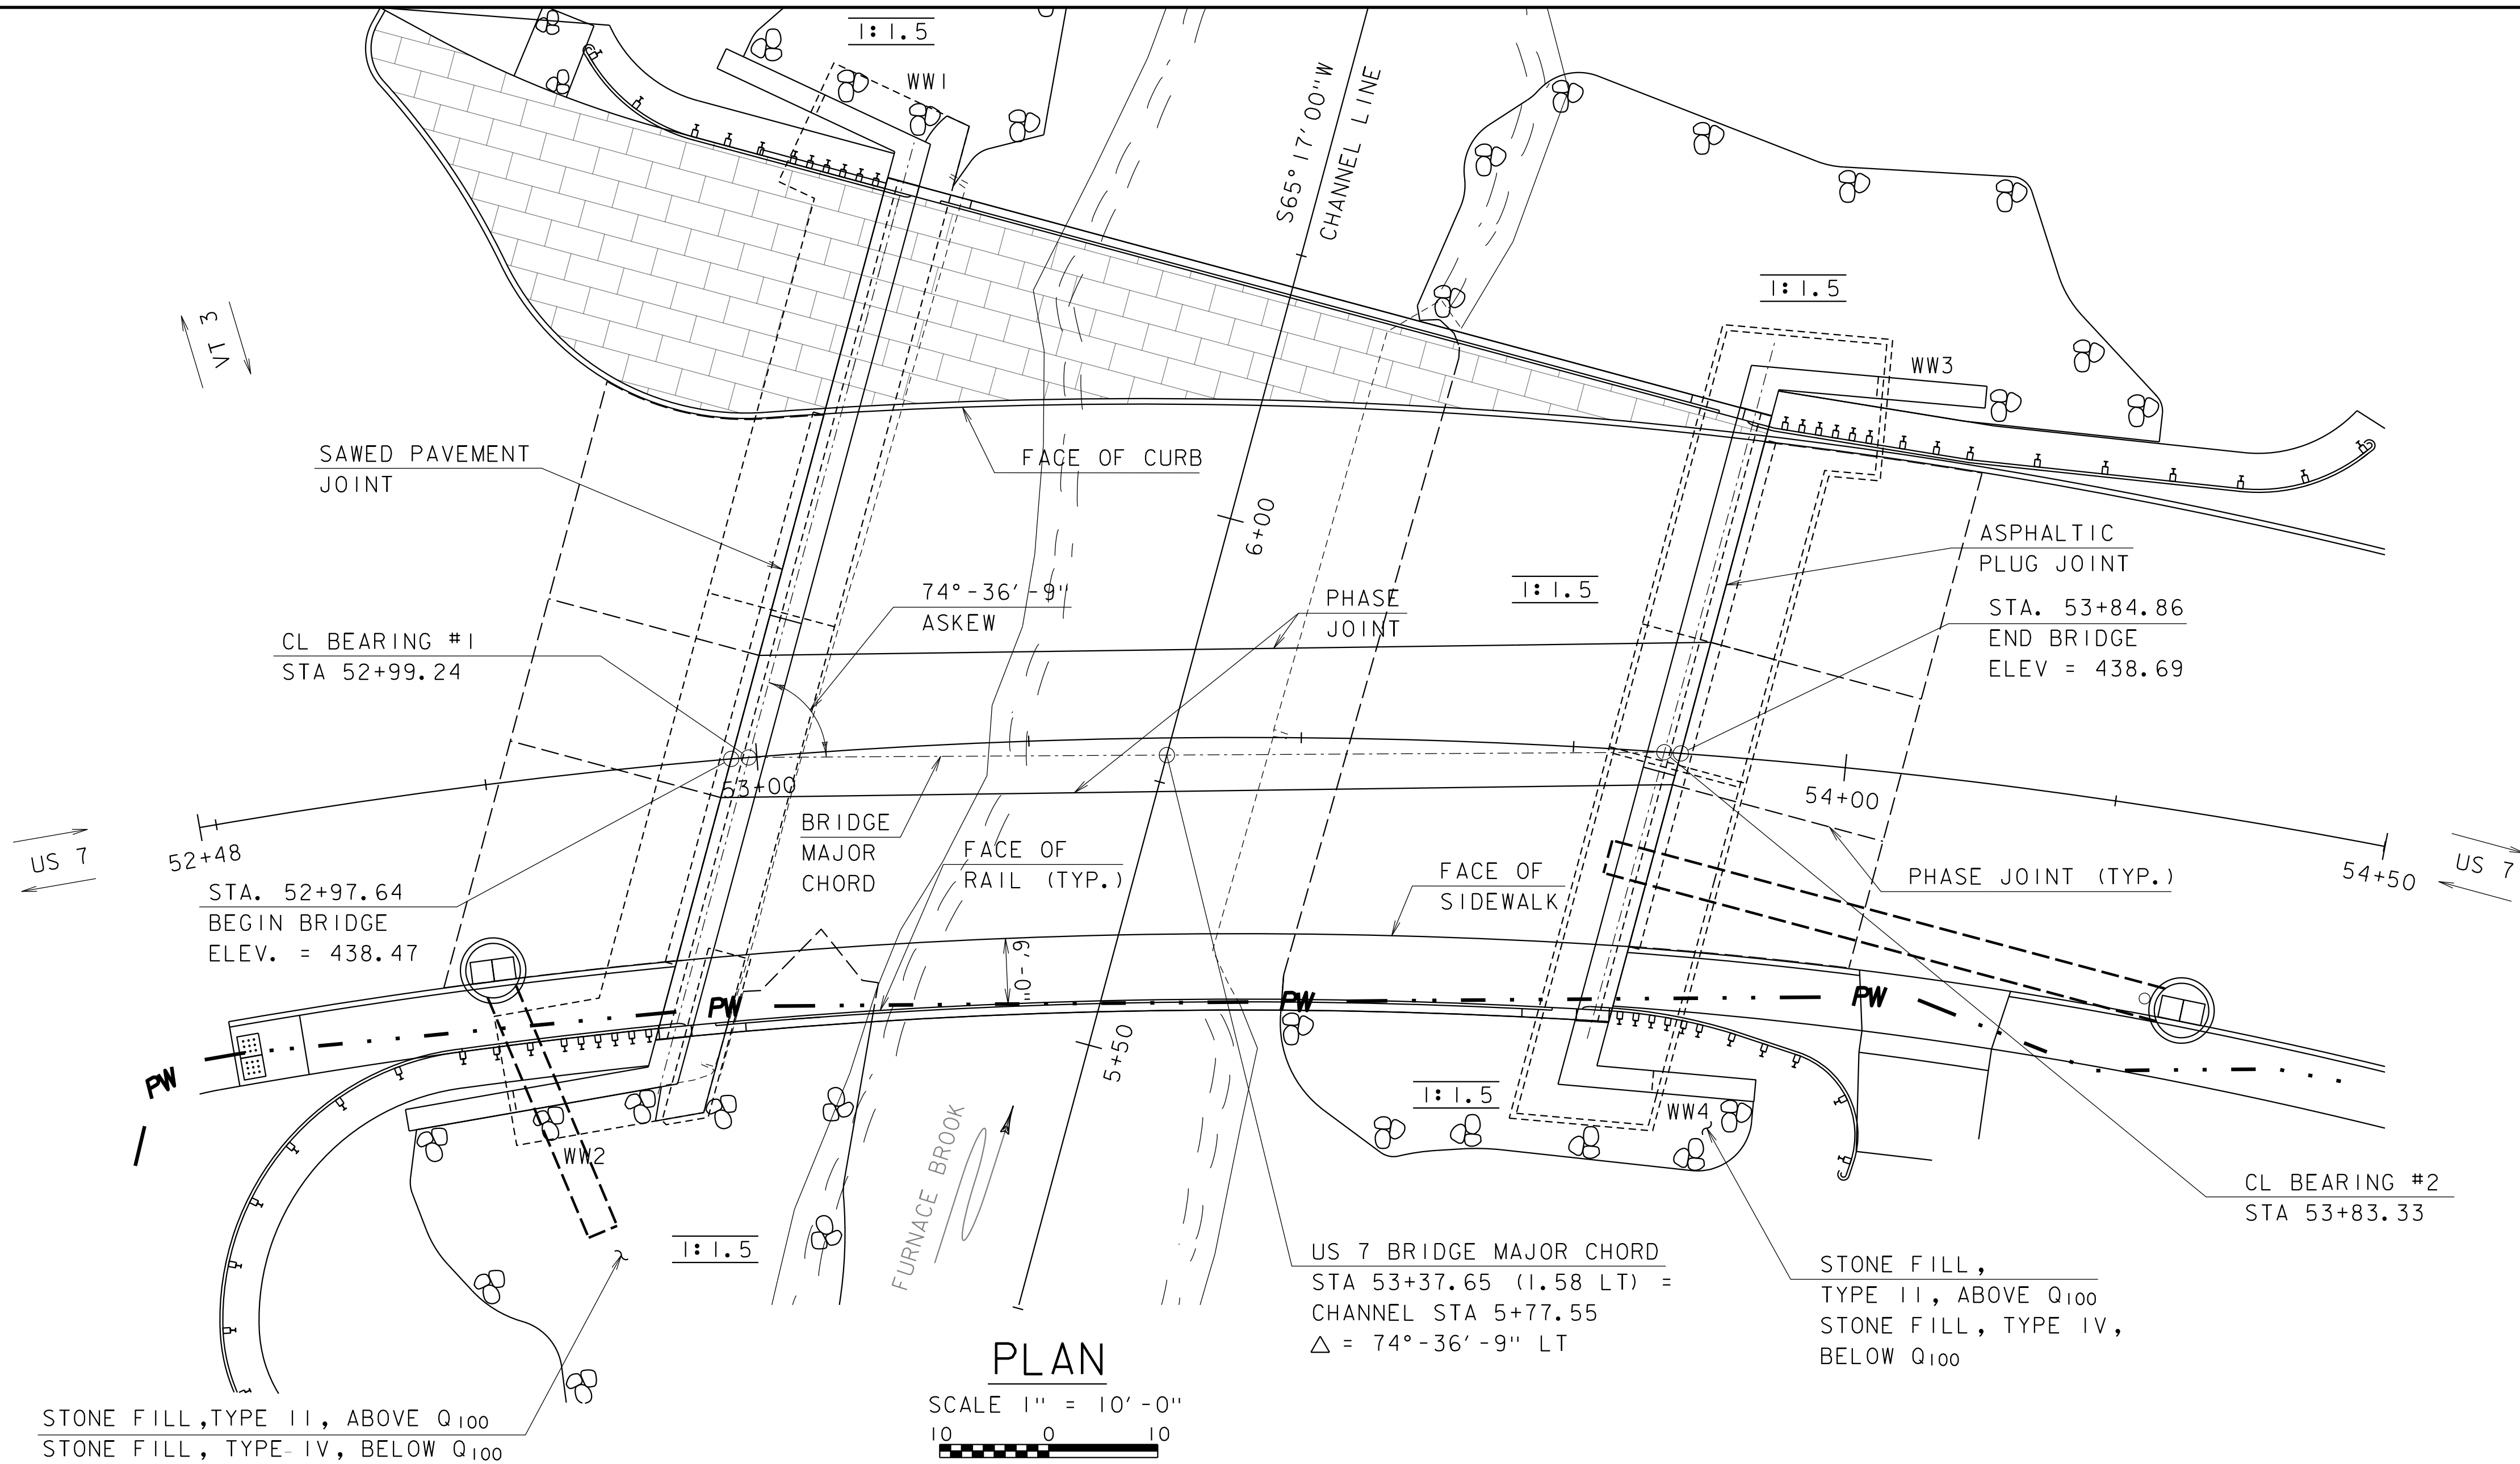 1:1.5
WW1
S65°17'00"W
CHANNEL LINE
1:1.5
VT 3
WW3
SAWED PAVEMENT
JOINT
FACE OF CURB
6+00
ASPHALTIC
PLUG JOINT
1:1.5
74°-36'-9"
ASKEW
PHASE
JOINT
STA. 53+84.86
END BRIDGE
ELEV = 438.69
CL BEARING #1
STA 52+99.24
53+00
54+00
BRIDGE
MAJOR
CHORD
FACE OF
RAIL (TYP.)
US 7
52+48
54+50
US 7
FACE OF
SIDEWALK
PHASE JOINT (TYP.)
STA. 52+97.64
BEGIN BRIDGE
ELEV. = 438.47
6'-0"
PW
PW
PW
PW
5+50
1:1.5
WW4
WW2
FURNACE BROOK
1:1.5
CL BEARING #2
STA 53+83.33
US 7 BRIDGE MAJOR CHORD
STA 53+37.65 (1.58 LT) =
CHANNEL STA 5+77.55
△ = 74°-36'-9" LT
STONE FILL,
TYPE II, ABOVE Q100
STONE FILL, TYPE IV,
BELOW Q100
PLAN
SCALE 1" = 10'-0"
10 0 10
STONE FILL,TYPE II, ABOVE Q100
STONE FILL, TYPE IV, BELOW Q100